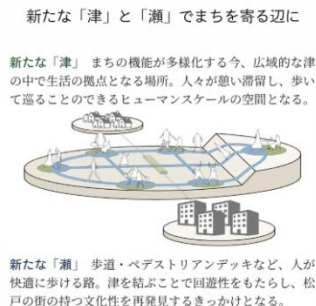 新たな「津」と「瀬」でまちを寄る辺に
新たな「津」 まちの機能が多様化する今、広域的な津
の中で生活の拠点となる場所。人々が憩い滞留し、歩い
て巡ることのできるヒューマンスケールの空間となる。
新たな「瀬」 歩道・ペデストリアンデッキなど、人が
快適に歩ける路。津を結ぶことで回遊性をもたらし、松
戸の街の持つ文化性を再発見するきっかけとなる。